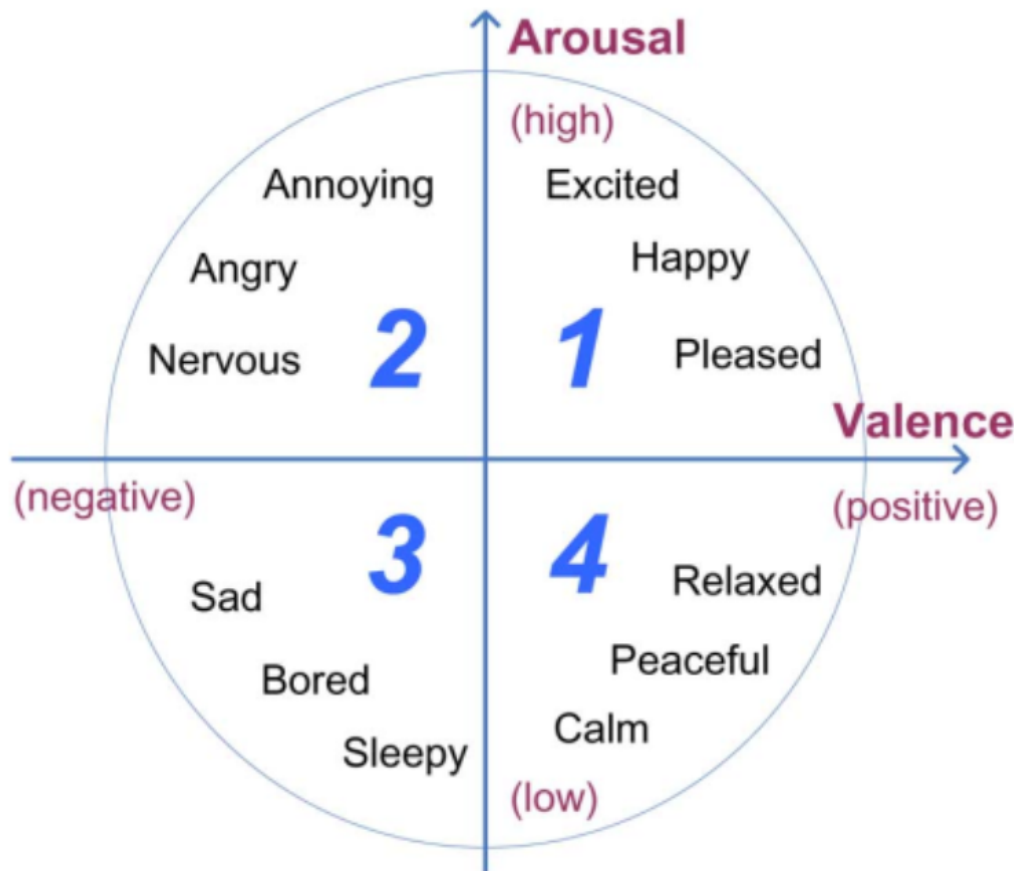 Arousal
(high)
Annoying
Excited
Angry
Happy
2
1
Nervous
Pleased
Valence
(negative)
(positive)
3
4
Sad
Relaxed
Bored
Peaceful
Sleepy
Calm
(low)